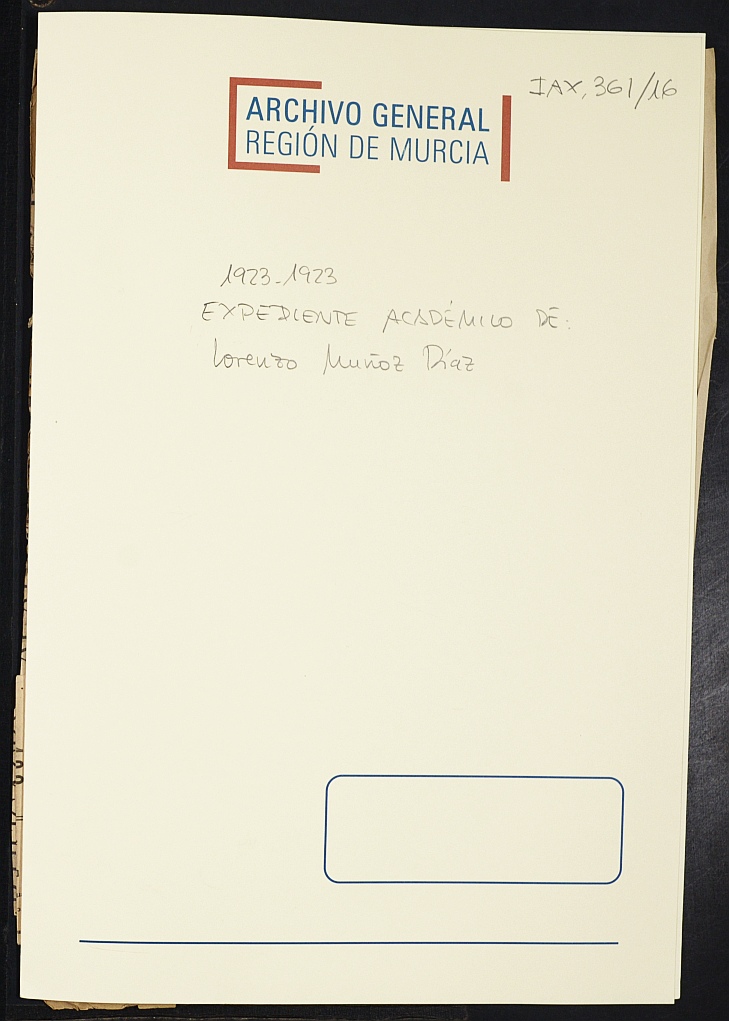 IAX, 361/16
ARCHIVO GENERAL
REGIÓN DE MURCIA
1923-1923
EXPEDIENTE ACADÉMICO DE:
Lorenzo Muñoz Díaz